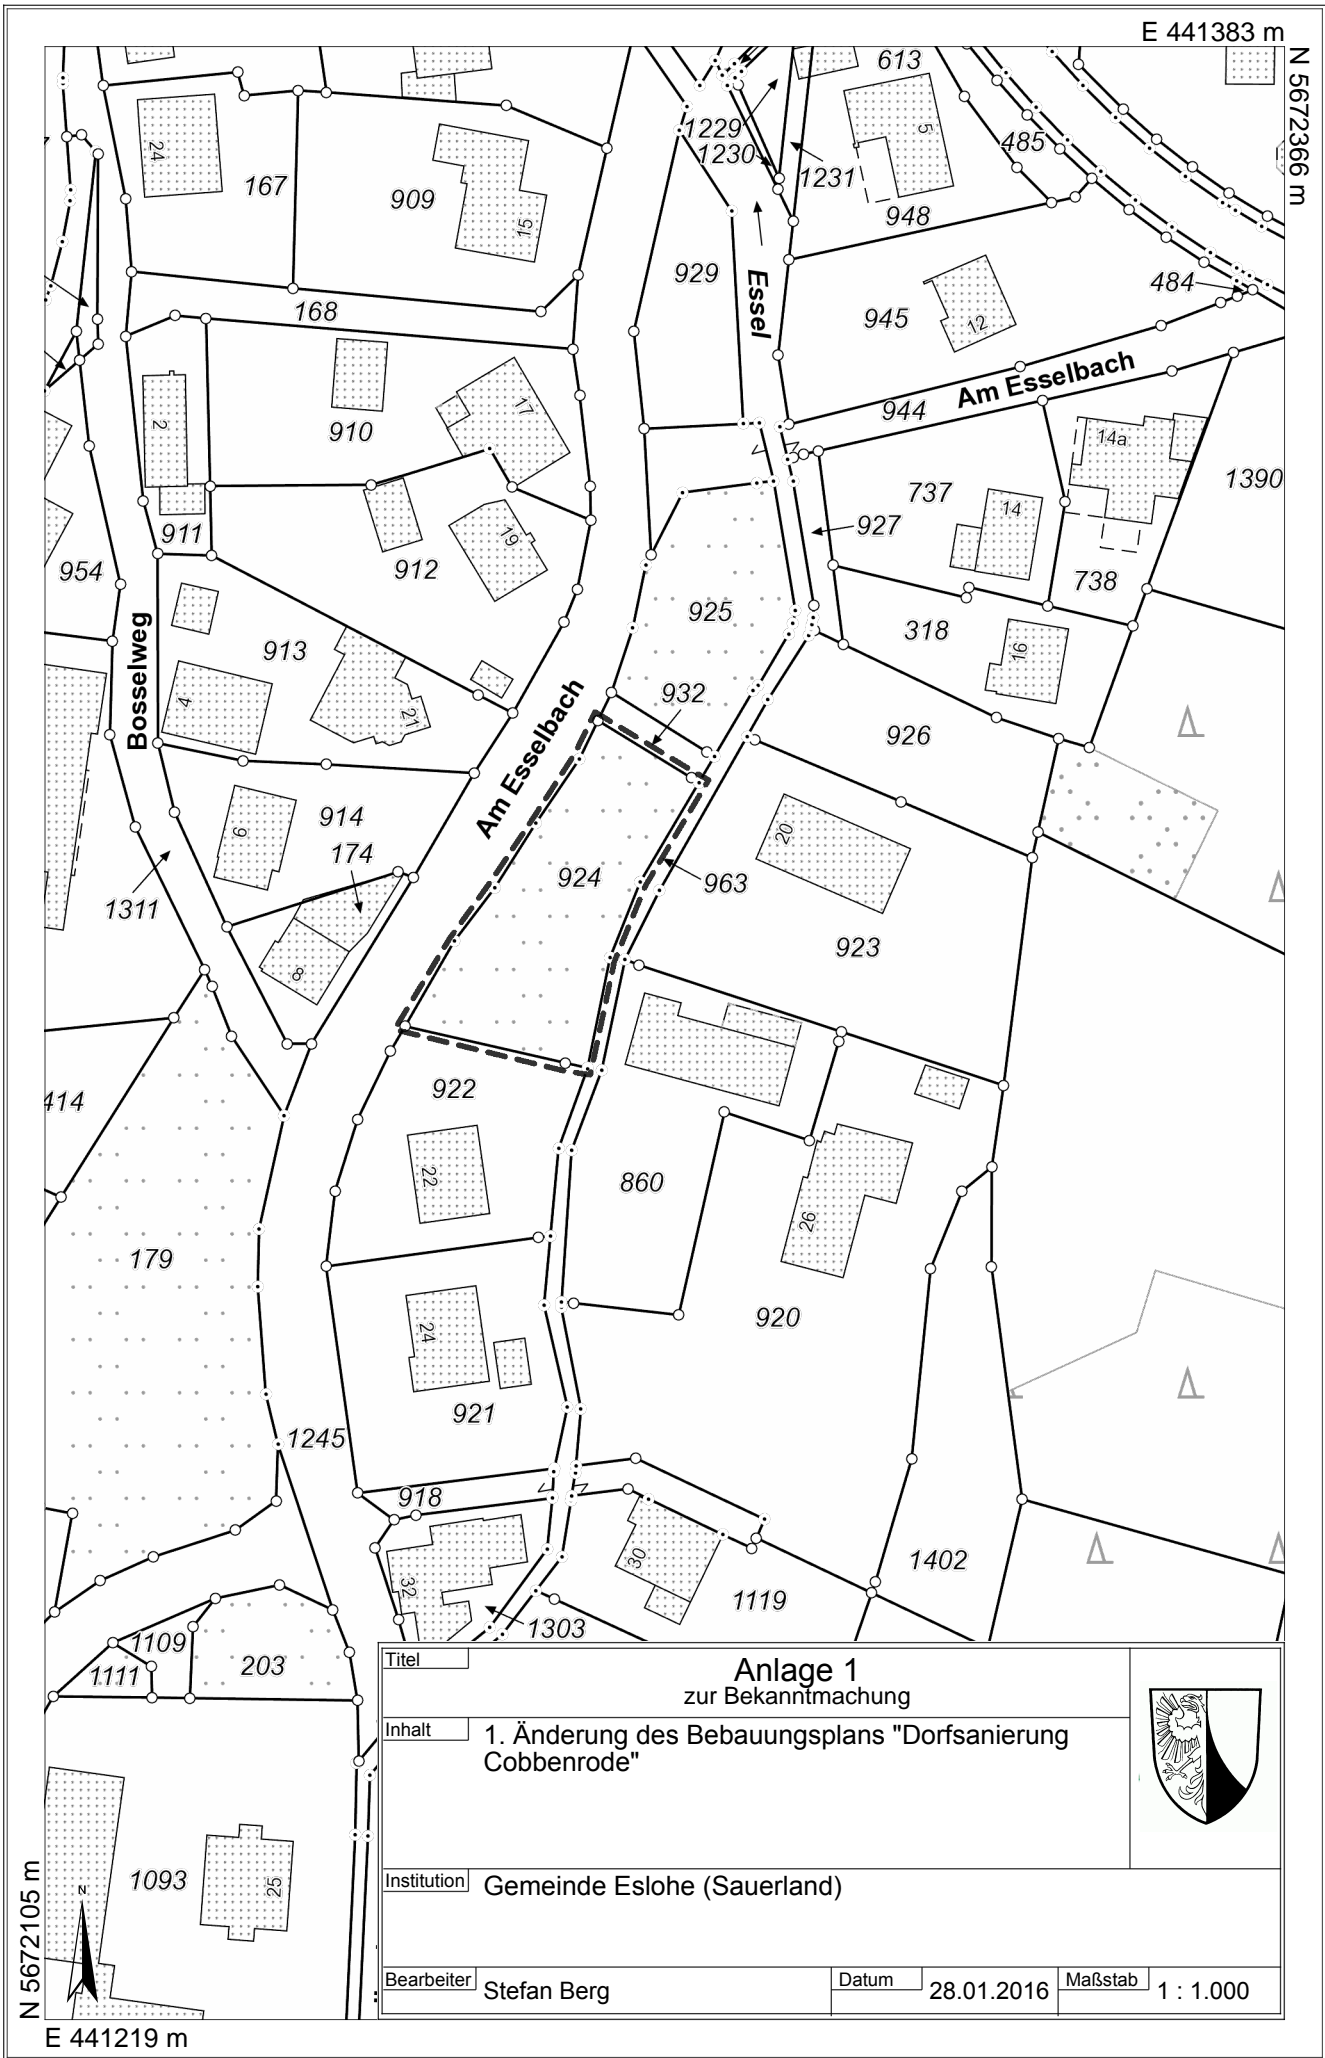 E 441383 m
N 5672366 m
613
1229
1230
1231
485
5
24
167
909
15
948
929
Essel
484
168
945
12
Am Esselbach
944
17
2
910
14a
1390
737
14
927
911
19
912
954
738
925
318
16
Bosselweg
913
4
21
932
926
Am Esselbach
914
6
174
20
924
963
1311
8
923
922
414
22
860
179
26
24
920
921
1245
918
30
1402
32
1119
1303
1109
1111
203
1093
25
N
N 5672105 m
E 441219 m
Titel
Anlage 1
zur Bekanntmachung
Inhalt
1. Änderung des Bebauungsplans "Dorfsanierung
Cobbenrode"
Institution
Gemeinde Eslohe (Sauerland)
Bearbeiter
Stefan Berg
Datum
28.01.2016
Maßstab
1 : 1.000